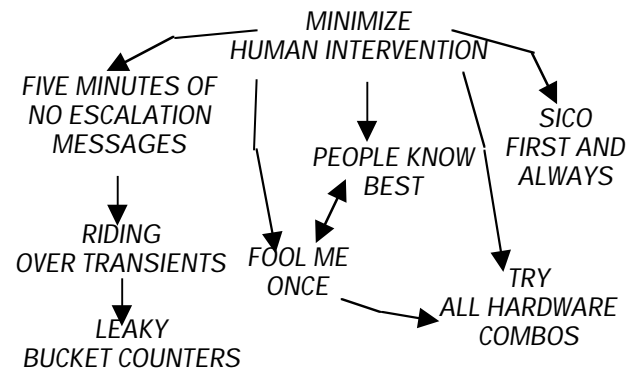 MINIMIZE
HUMAN INTERVENTION
FIVE MINUTES OF
NO ESCALATION
MESSAGES
SICO
FIRST AND
ALWAYS
PEOPLE KNOW
BEST
RIDING
OVER TRANSIENTS
FOOL ME
ONCE
TRY
ALL HARDWARE
COMBOS
LEAKY
BUCKET COUNTERS